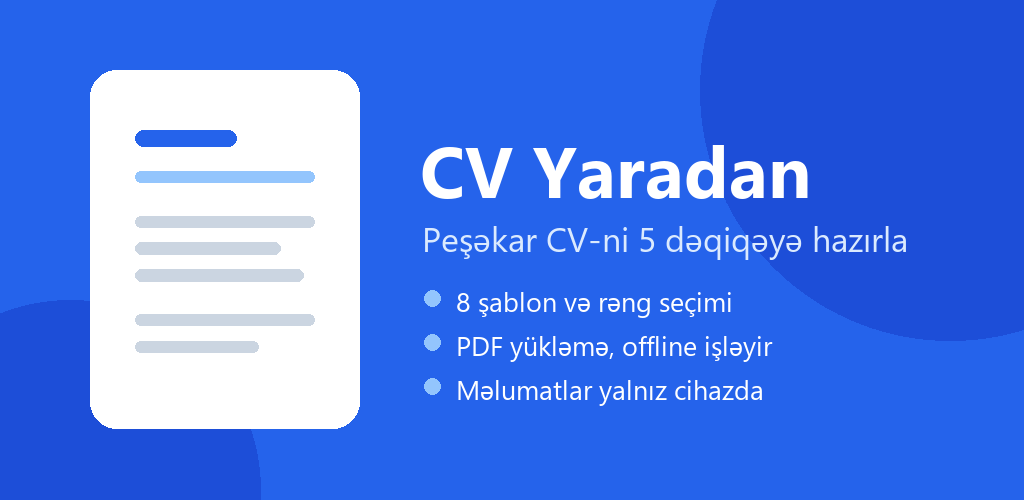 CV Yaradan
Peşəkar CV-ni 5 dəqiqəyə hazırla
8 şablon və rəng seçimi
PDF yükləmə, offline işləyir
Məlumatlar yalnız cihazda